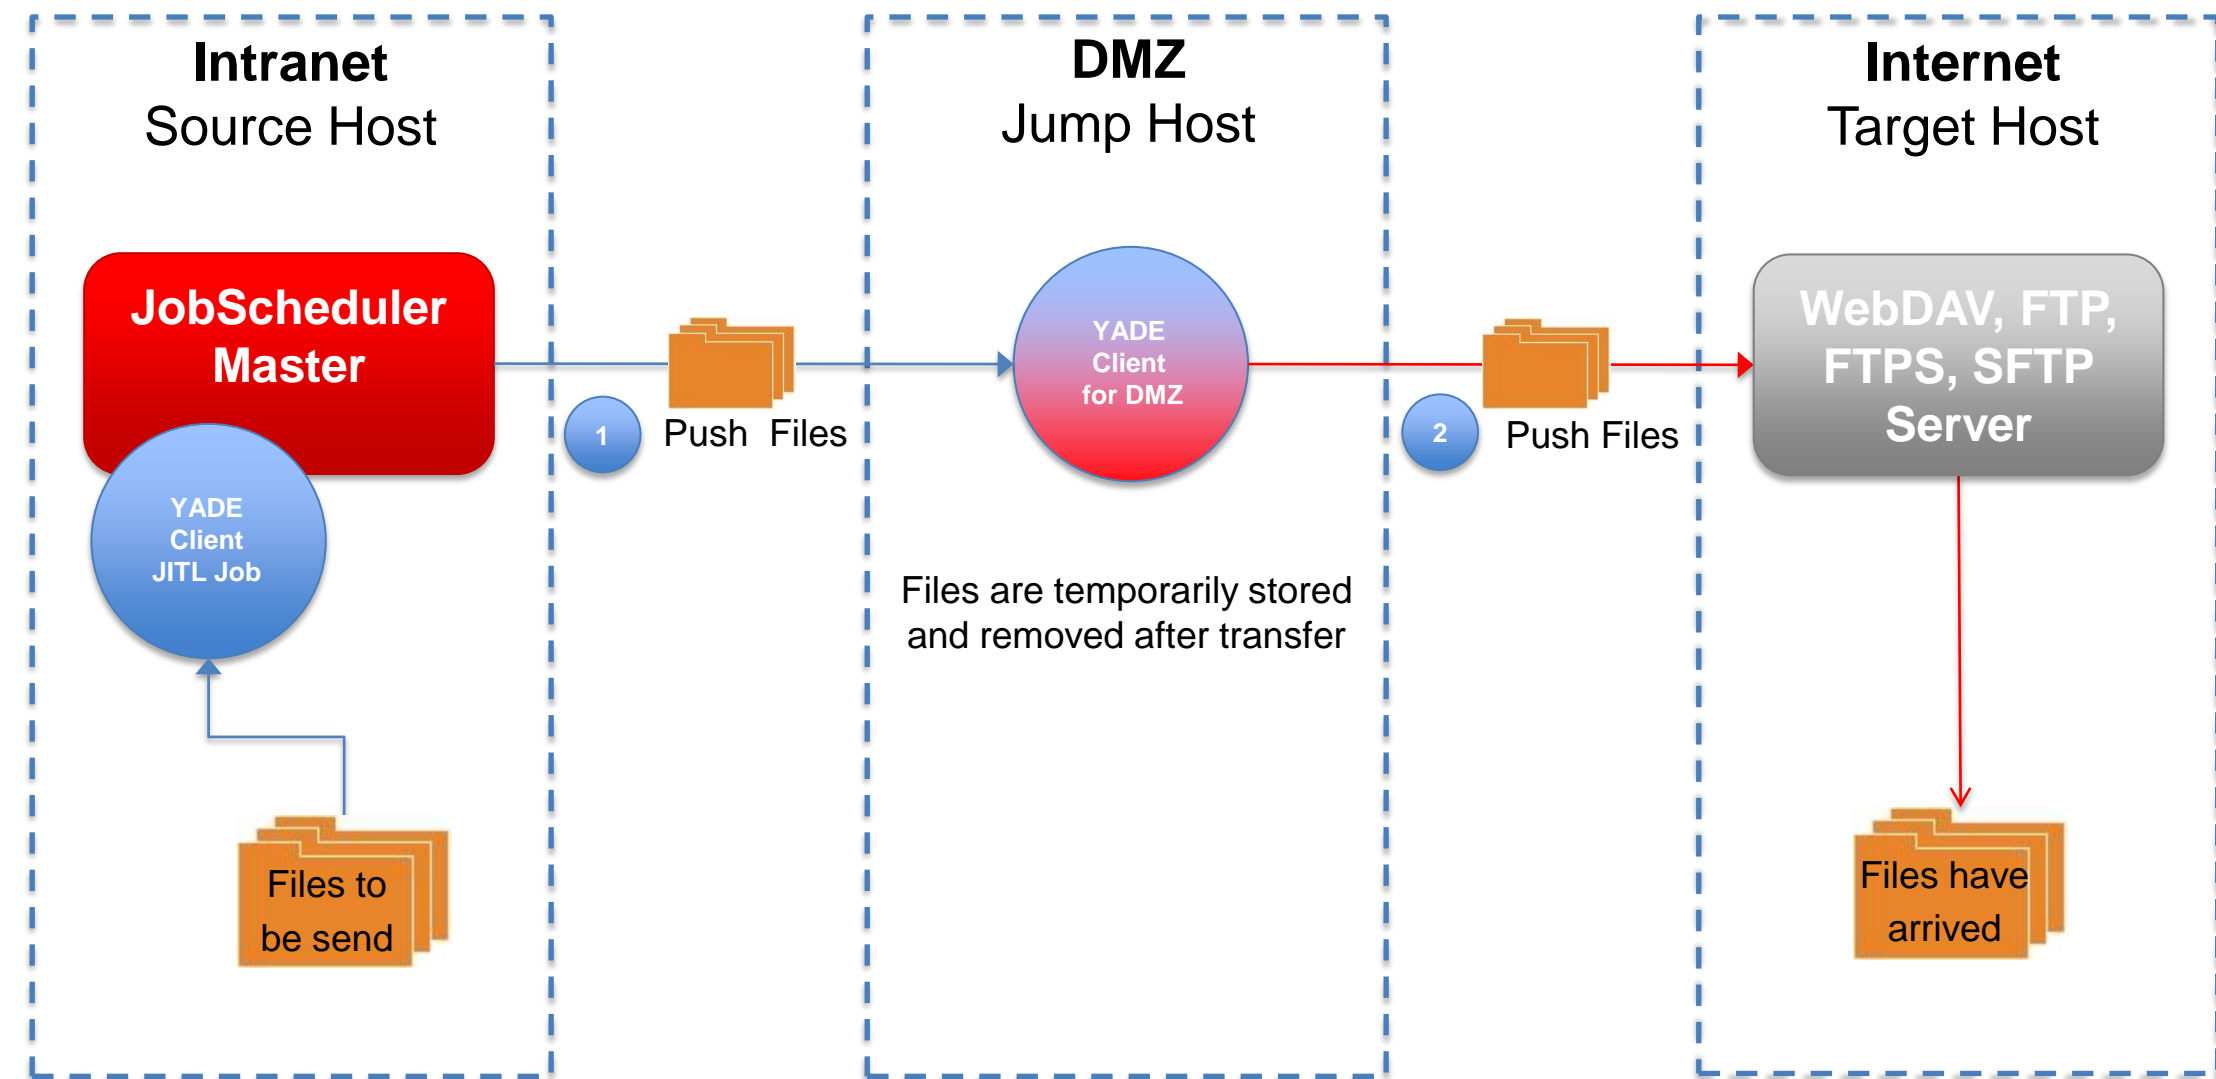 Intranet
Source Host
JobScheduler
Master
YADE
Client
JITL Job
Files to
be send
1
Push  Files
DMZ
Jump Host
YADE
Client
for DMZ
Files are temporarily stored
and removed after transfer
2
Push Files
Internet
Target Host
WebDAV, FTP,
FTPS, SFTP
Server
Files have
arrived